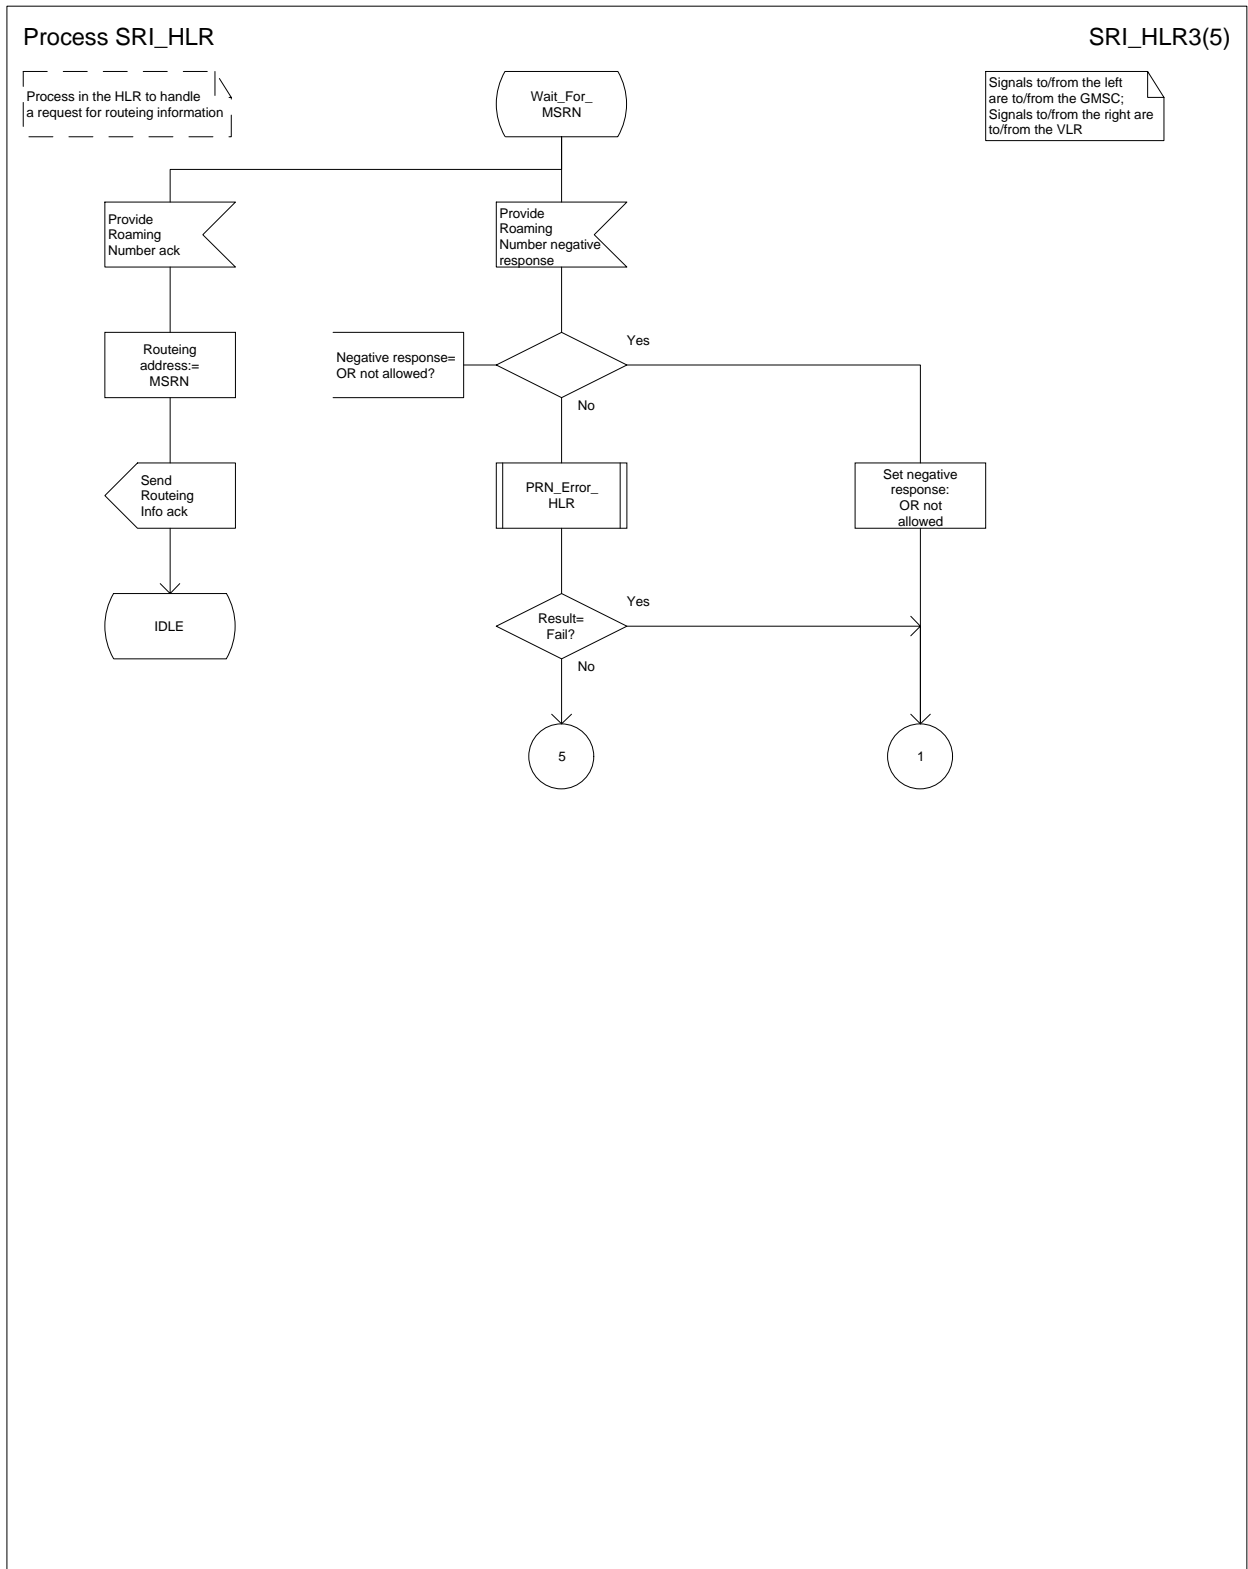 Process SRI_HLR
SRI_HLR3(5)
Process in the HLR to handle
a request for routeing information
Wait_For_
MSRN
Signals to/from the left
are to/from the GMSC;
Signals to/from the right are
to/from the VLR
Provide
Roaming
Number ack
Provide
Roaming
Number negative
response
Routeing
address:=
MSRN
Negative response=
OR not allowed?
Yes
No
Send
Routeing
Info ack
PRN_Error_
HLR
Set negative
response:
OR not
allowed
IDLE
Result=
Fail?
Yes
No
5
1